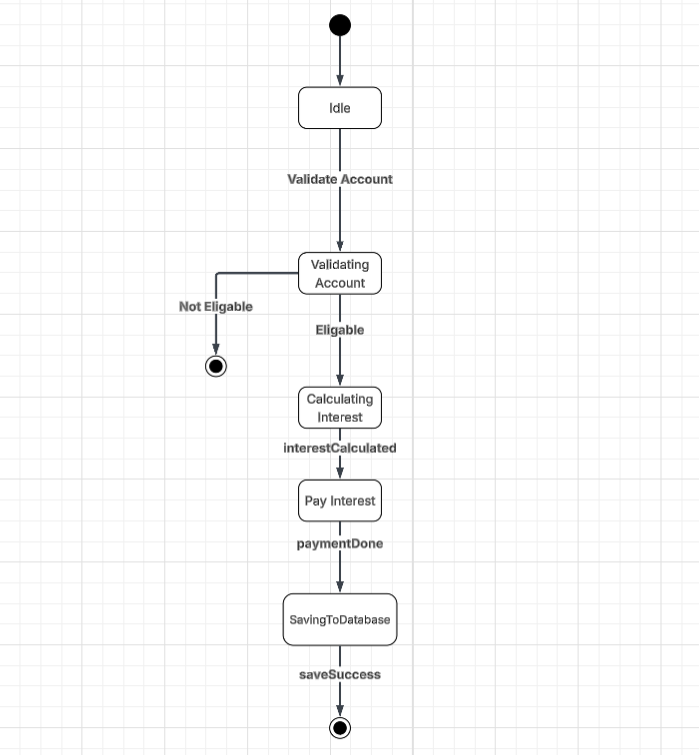 Idle
Validate Account
Validating
Account
Not Eligable
Eligable
Calculating
Interest
interestCalculated
Pay Interest
paymentDone
SavingToDatabase
saveSuccess